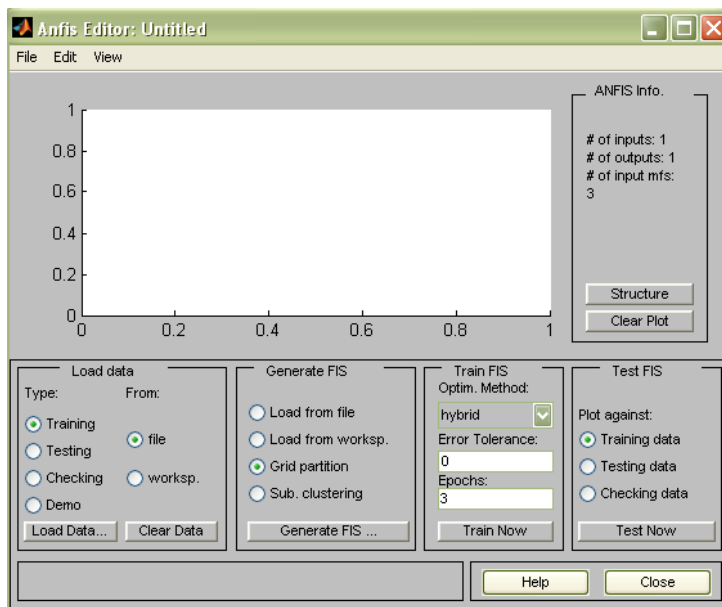 Anfis Editor: Untitled
File Edit View
1
0.8
0.6
0.4
0.2
0
0 0.2 0.4 0.6 0.8 1
ANFIS Info.
# of inputs: 1
# of outputs: 1
# of input mfs:
3
Structure
Clear Plot
Load data
Type: From:
Training
file
Testing
Checking worksp.
Demo
Load Data... Clear Data
Generate FIS
Load from file
Load from worksp.
Grid partition
Sub. clustering
Generate FIS ...
Train FIS
Optim. Method:
hybrid
Error Tolerance:
0
Epochs:
3
Train Now
Test FIS
Plot against:
Training data
Testing data
Checking data
Test Now
Help Close